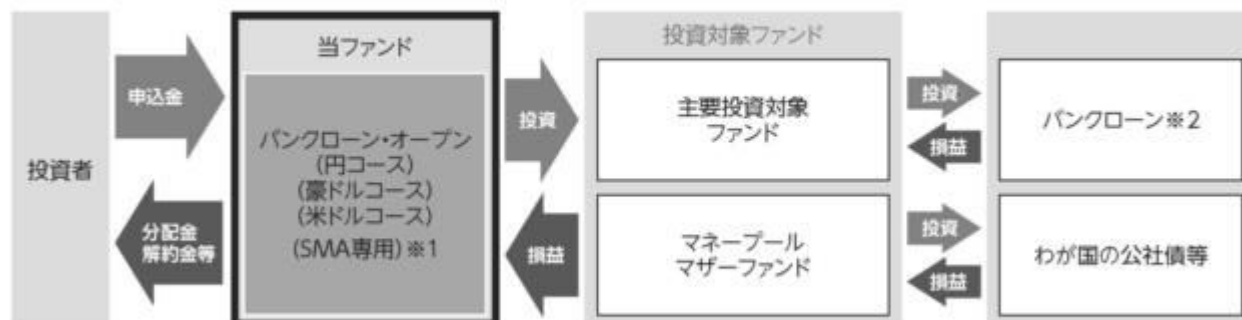 投資者
申込金
分配金
解約金等
当ファンド
バンクローン・オープン
(円コース)
(豪ドルコース)
(米ドルコース)
(SMA専用)※1
投資
損益
投資対象ファンド
主要投資対象
ファンド
マネープール
マザーファンド
投資
損益
投資
損益
バンクローン※2
わが国の公社債等